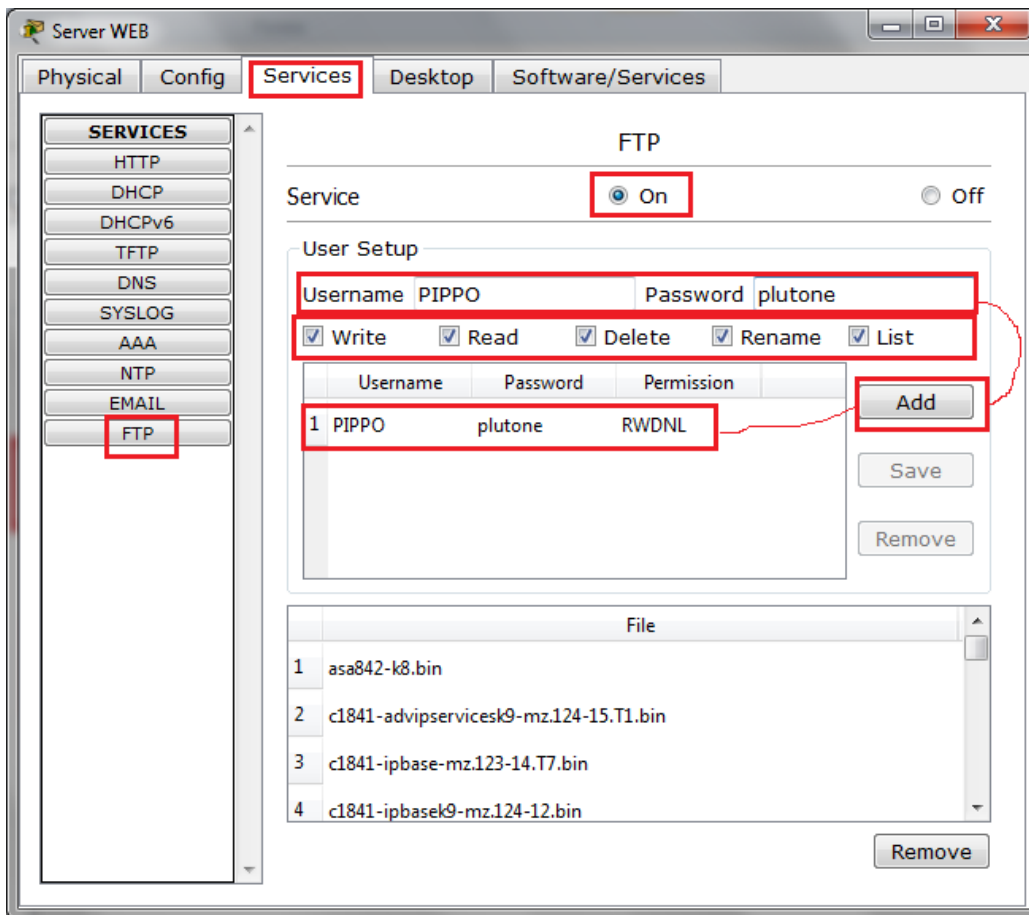 Server WEB
Physical Config Services Desktop Software/Services
SERVICES
HTTP
DHCP
DHCPv6
TFTP
DNS
SYSLOG
AAA
NTP
EMAIL
FTP
FTP
Service On Off
User Setup
Username PIPPO Password plutone
Write Read Delete Rename List
Username Password Permission
1 PIPPO plutone RWDNL
Add
Save
Remove
File
1 asa842-k8.bin
2 c1841-advipservicesk9-mz.124-15.T1.bin
3 c1841-ipbase-mz.123-14.T7.bin
4 c1841-ipbasek9-mz.124-12.bin
Remove